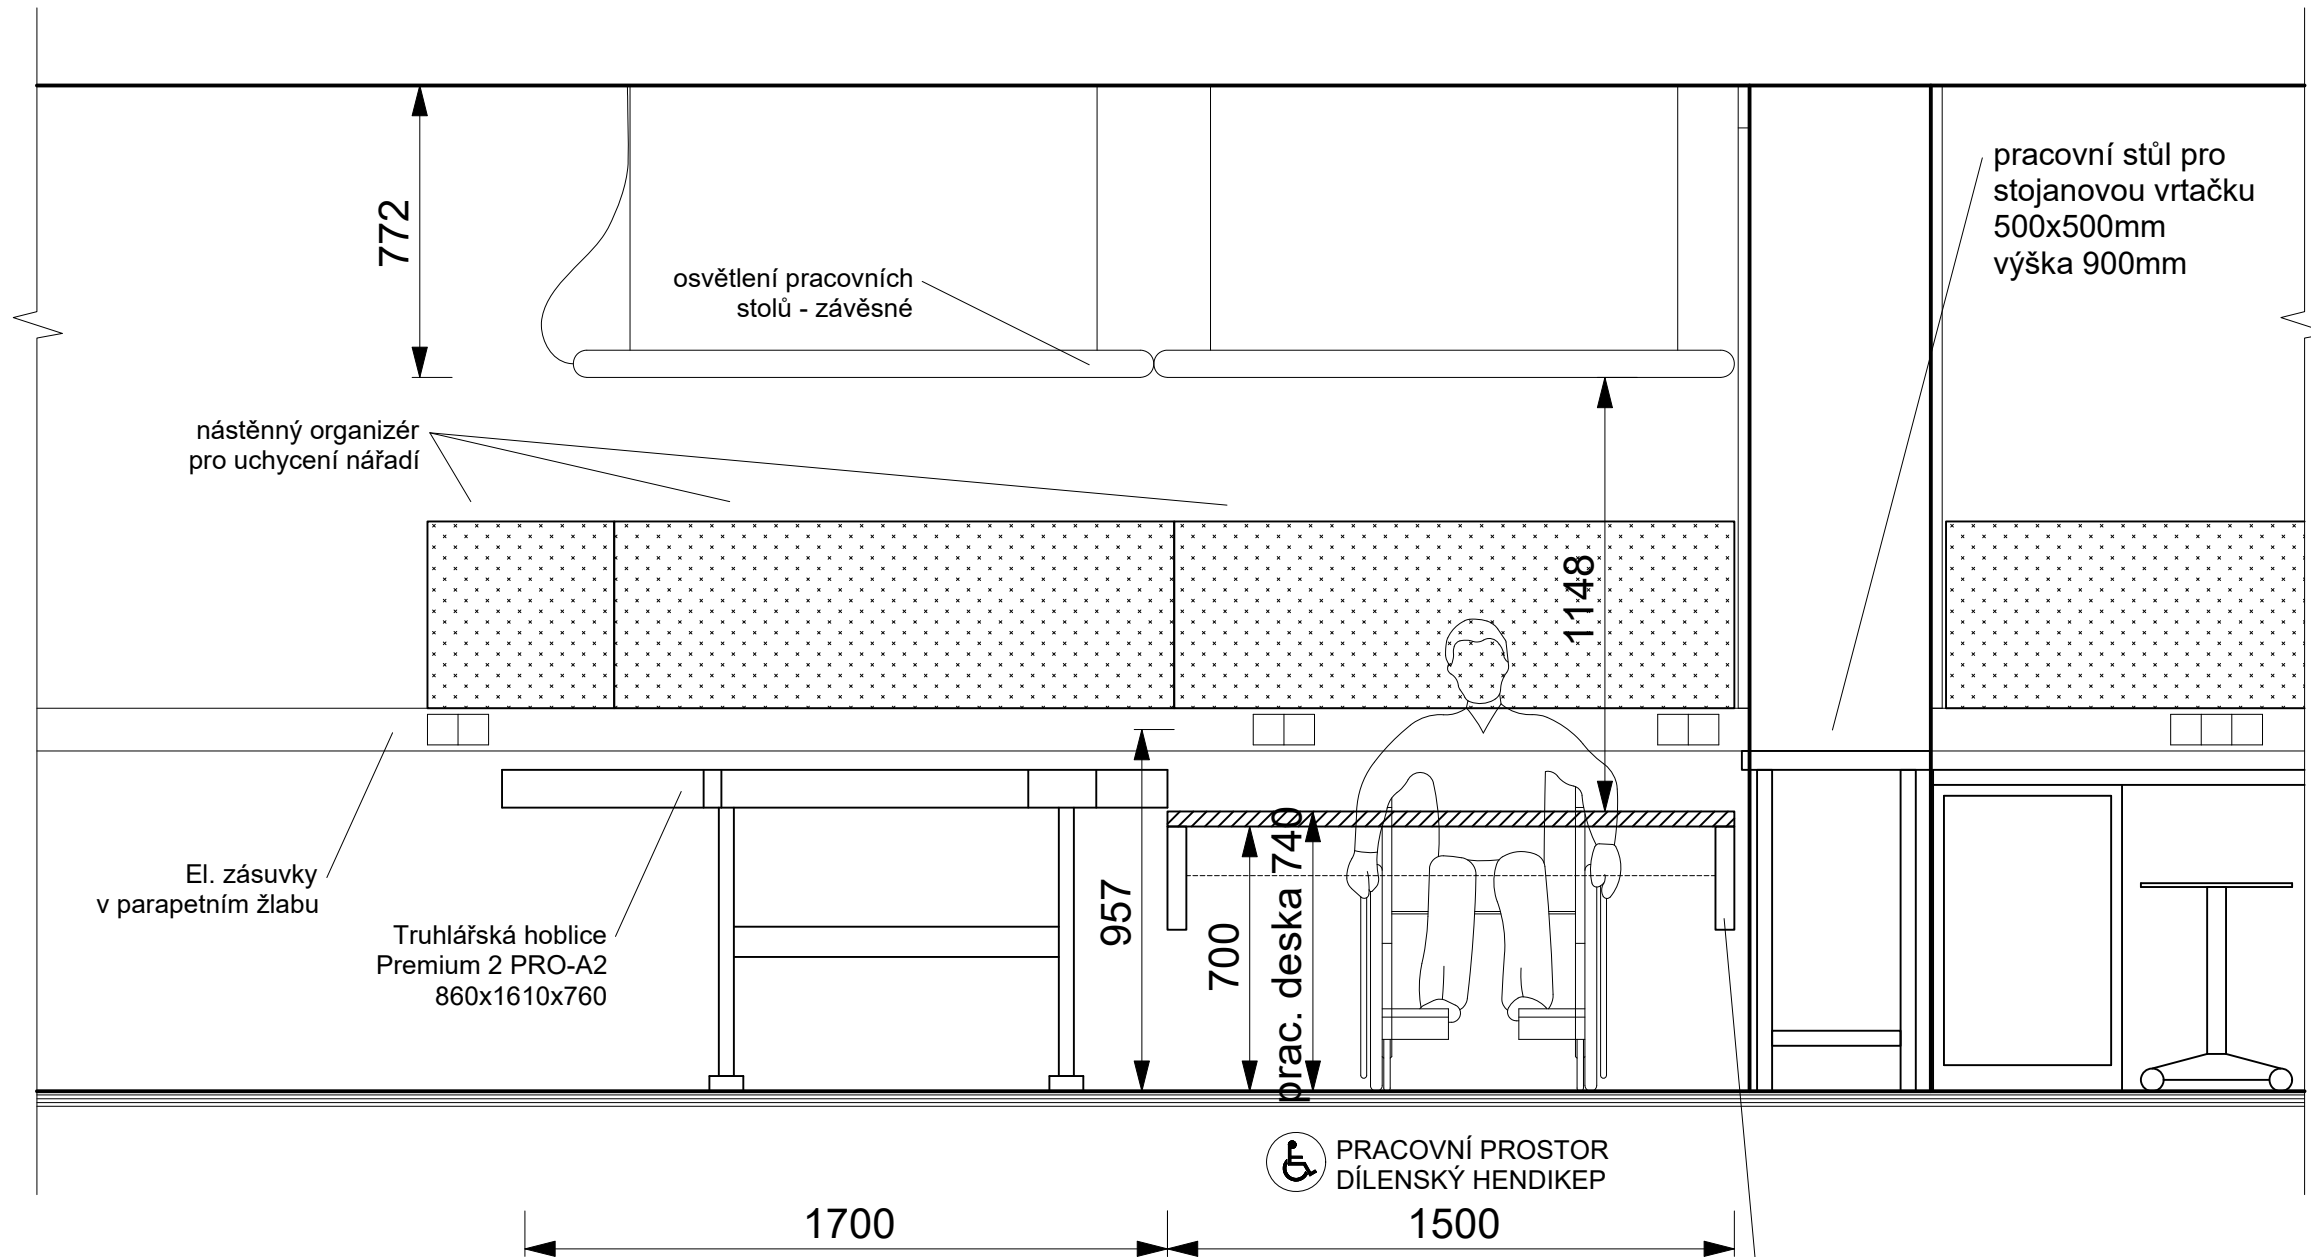 pracovní stůl pro
stojanovou vrtačku
500x500mm
výška 900mm
772
osvětlení pracovních
stolů - závěsné
nástěnný organizér
pro uchycení nářadí
1148
El. zásuvky
v parapetním žlabu
Truhlářská hoblice
Premium 2 PRO-A2
860x1610x760
957
700
prac. deska 740
PRACOVNÍ PROSTOR
DÍLENSKÝ HENDIKEP
1700
1500